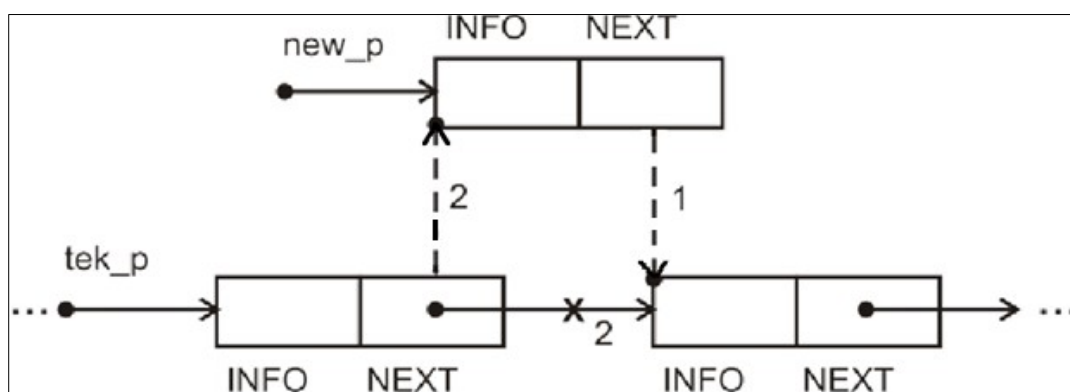 INFO NEXT
new_p
2 1
tek_p
... ...
2
INFO NEXT INFO NEXT